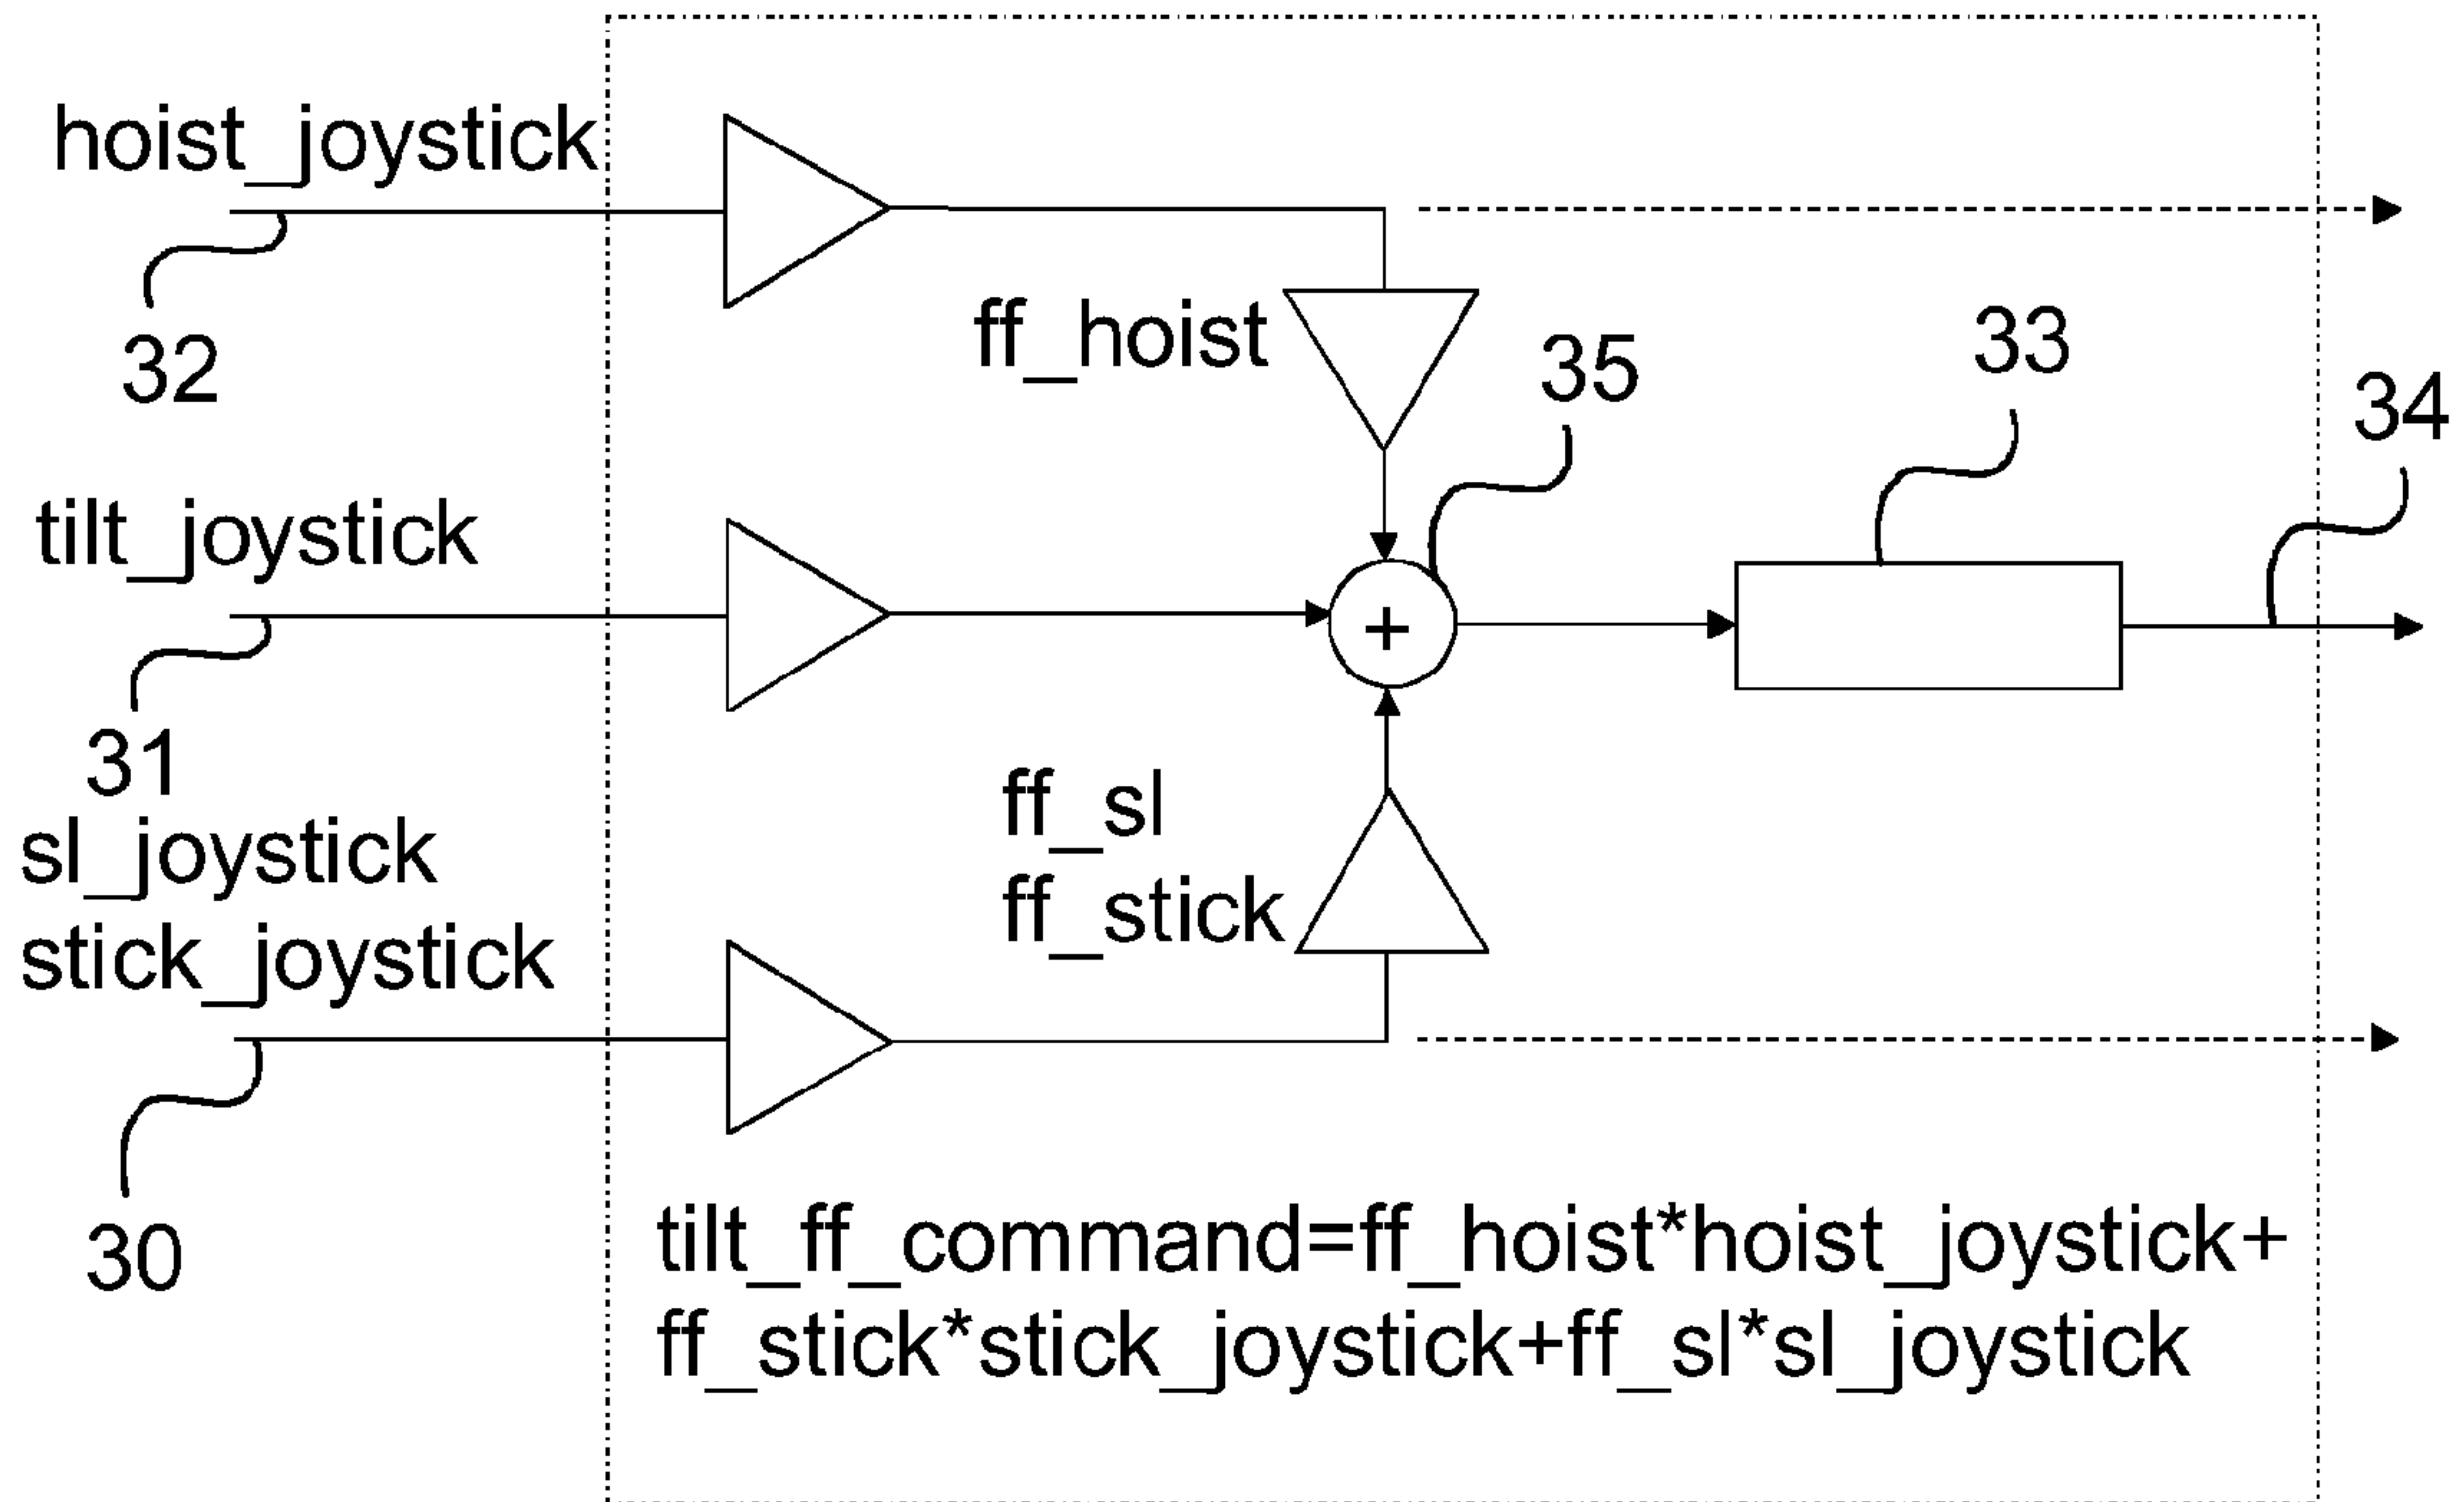 hoist_joystick
32
ff_hoist
35
33
34
tilt_joystick
31
+
sl_joystick
stick_joystick
ff_sl
ff_stick
30
tilt_ff_command=ff_hoist*hoist_joystick+
ff_stick*stick_joystick+ff_sl*sl_joystick